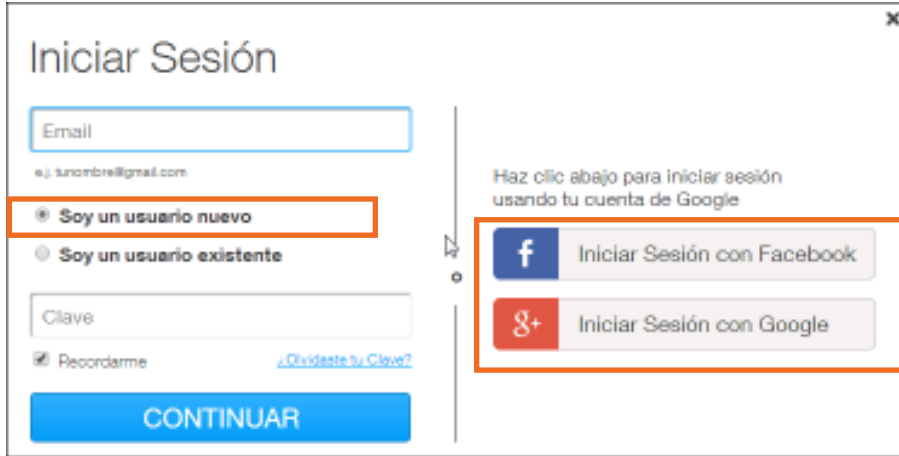 Iniciar Sesión
Email
e.j. tunombre@gmail.com
Soy un usuario nuevo
Soy un usuario existente
Clave
Recordarme
¿Olvidaste tu Clave?
CONTINUAR
o
Haz clic abajo para iniciar sesión
usando tu cuenta de Google
f
Iniciar Sesión con Facebook
g+
Iniciar Sesión con Google